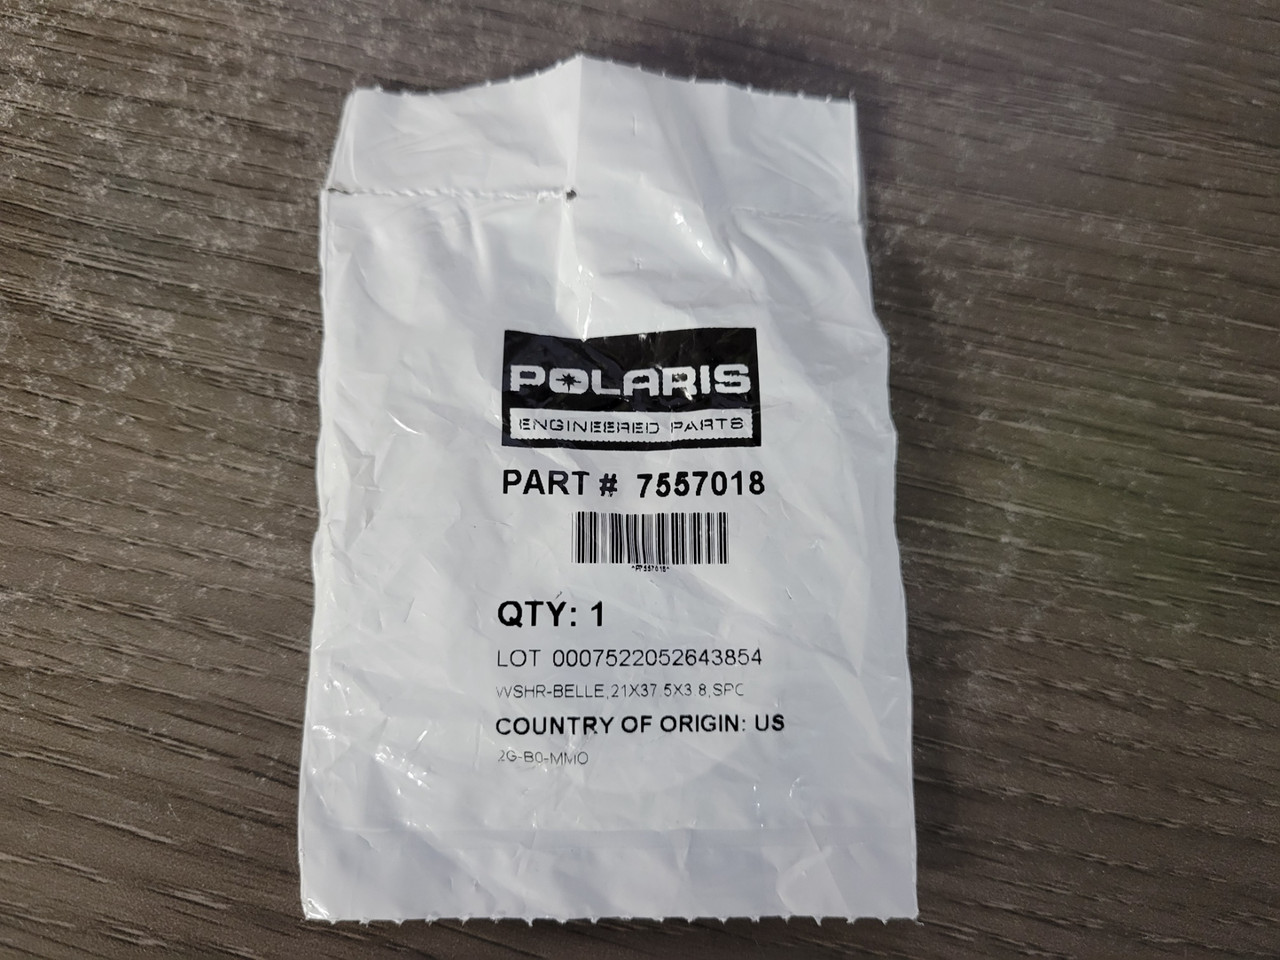 POLARIS
ENGINEERED PARTS
PART # 7557018
*P7557018*
QTY: 1
LOT 0007522052643854
WSHR-BELLE,21X37.5X3.8,SPC
COUNTRY OF ORIGIN: US
2G-B0-MMO